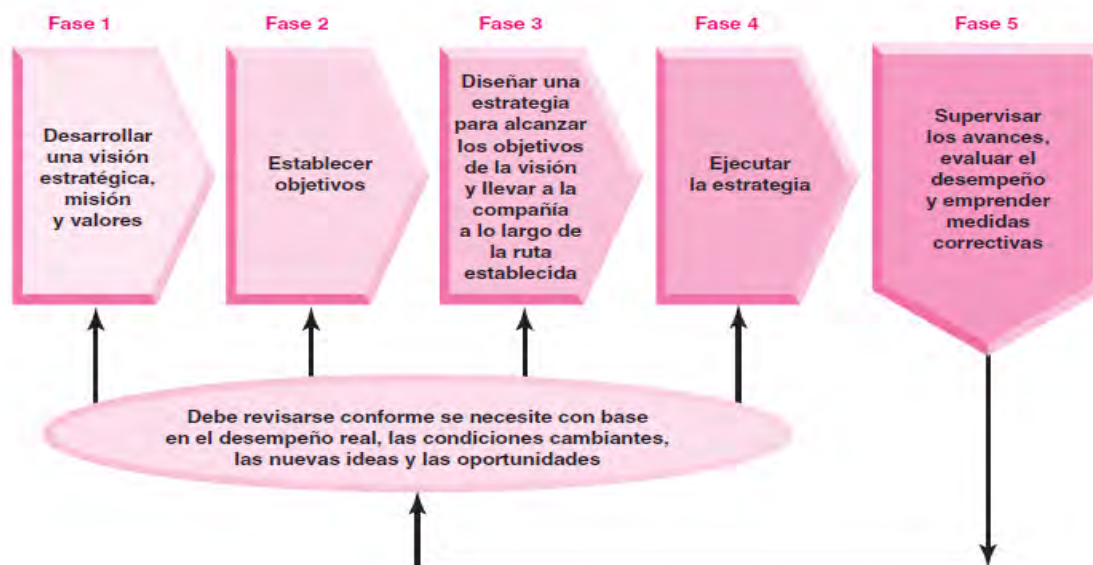 Fase 1
Desarrollar
una visión
estratégica,
misión
y valores
Fase 2
Establecer
objetivos
Fase 3
Diseñar una
estrategia
para alcanzar
los objetivos
de la visión
y llevar a la
compañía
a lo largo de
la ruta
establecida
Fase 4
Ejecutar
la estrategia
Fase 5
Supervisar
los avances,
evaluar el
desempeño
y emprender
medidas
correctivas
Debe revisarse conforme se necesite con base
en el desempeño real, las condiciones cambiantes,
las nuevas ideas y las oportunidades